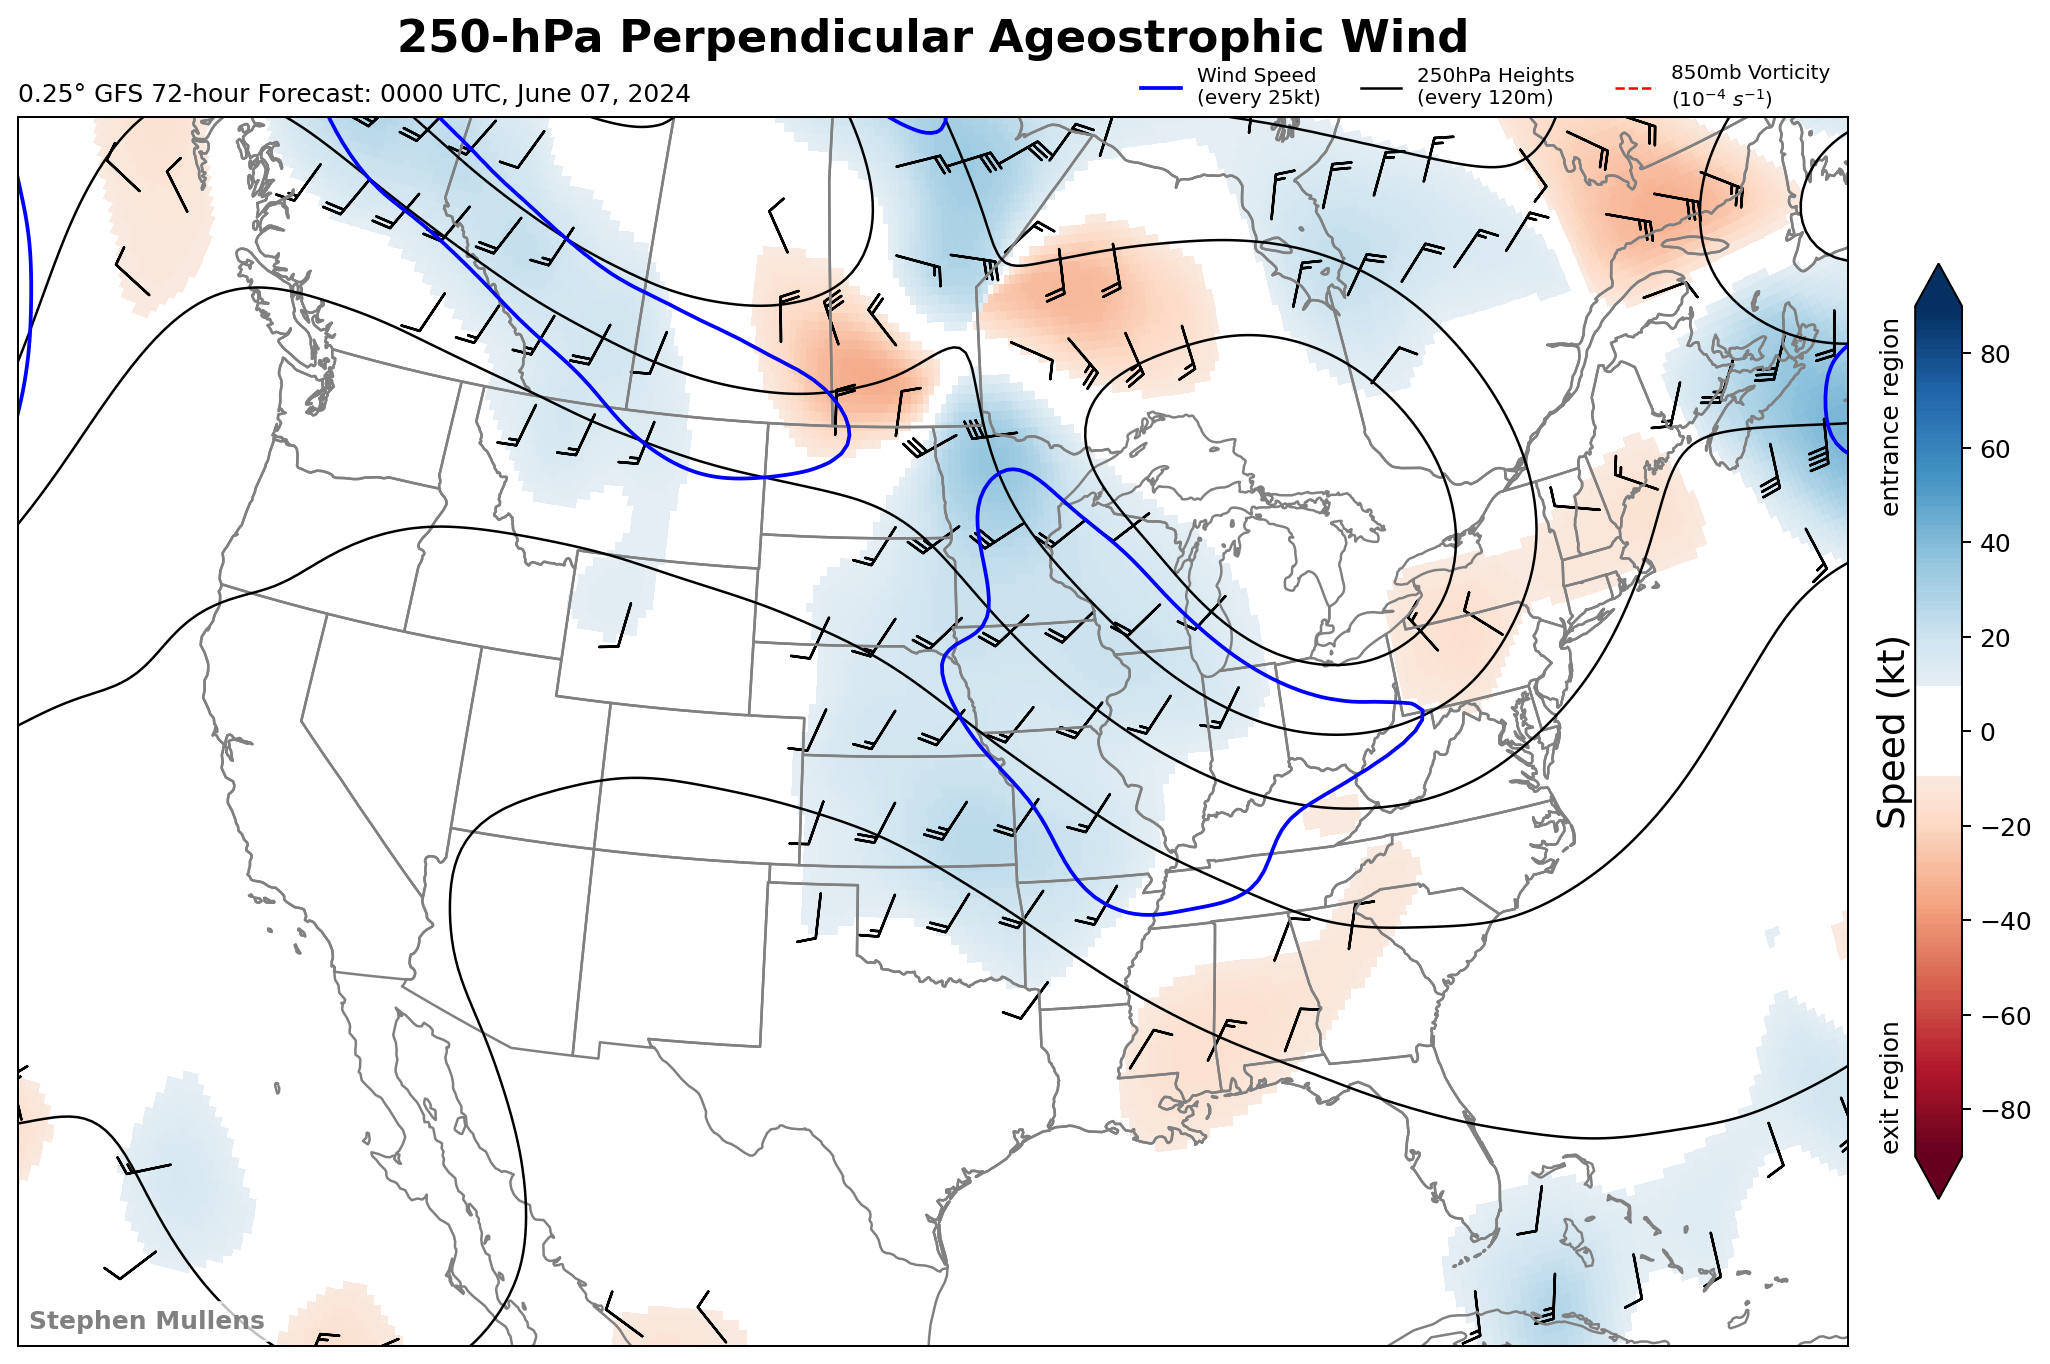 250-hPa Perpendicular Ageostrophic Wind
0.25° GFS 72-hour Forecast: 0000 UTC, June 07, 2024
Wind Speed
(every 25kt)
250hPa Heights
(every 120m)
850mb Vorticity
(10⁻⁴ s⁻¹)
entrance region
Speed (kt)
exit region
80
60
40
20
0
−20
−40
−60
−80
Stephen Mullens